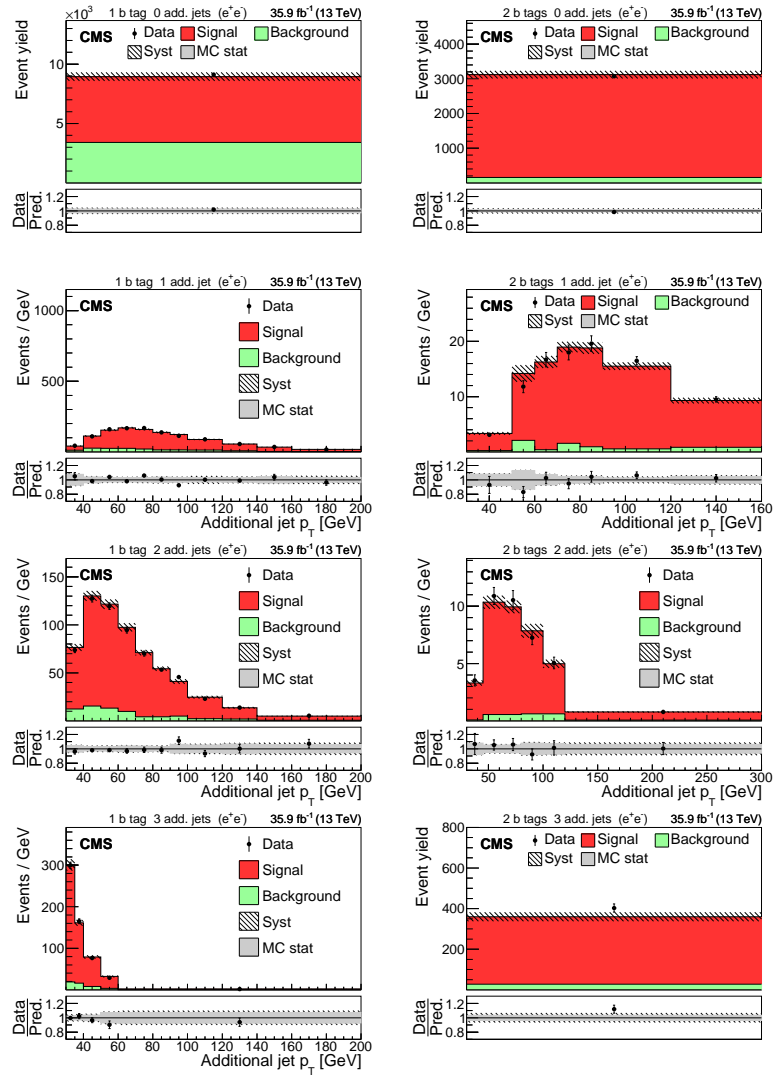 1 b tag 0 add. jets (e⁺e⁻) 35.9 fb⁻¹ (13 TeV)
×10³
CMS Data Signal Background
Syst MC stat
Event yield
10
5
Data
Pred.
1.2
1
0.8
2 b tags 0 add. jets (e⁺e⁻) 35.9 fb⁻¹ (13 TeV)
CMS Data Signal Background
Syst MC stat
Event yield
4000
3000
2000
1000
Data
Pred.
1.2
1
0.8
1 b tag 1 add. jet (e⁺e⁻) 35.9 fb⁻¹ (13 TeV)
CMS
Data
Signal
Background
Syst
MC stat
Events / GeV
1000
500
Data
Pred.
1.2
1
0.8
40 60 80 100 120 140 160 180 200
Additional jet p_T [GeV]
2 b tags 1 add. jet (e⁺e⁻) 35.9 fb⁻¹ (13 TeV)
CMS Data Signal Background
Syst MC stat
Events / GeV
20
10
Data
Pred.
1.2
1
0.8
40 60 80 100 120 140 160
Additional jet p_T [GeV]
1 b tag 2 add. jets (e⁺e⁻) 35.9 fb⁻¹ (13 TeV)
CMS
Data
Signal
Background
Syst
MC stat
Events / GeV
150
100
50
Data
Pred.
1.2
1
0.8
40 60 80 100 120 140 160 180 200
Additional jet p_T [GeV]
2 b tags 2 add. jets (e⁺e⁻) 35.9 fb⁻¹ (13 TeV)
CMS
Data
Signal
Background
Syst
MC stat
Events / GeV
10
5
Data
Pred.
1.2
1
0.8
50 100 150 200 250 300
Additional jet p_T [GeV]
1 b tag 3 add. jets (e⁺e⁻) 35.9 fb⁻¹ (13 TeV)
CMS
Data
Signal
Background
Syst
MC stat
Events / GeV
300
200
100
Data
Pred.
1.2
1
0.8
40 60 80 100 120 140 160 180 200
Additional jet p_T [GeV]
2 b tags 3 add. jets (e⁺e⁻) 35.9 fb⁻¹ (13 TeV)
CMS Data Signal Background
Syst MC stat
Event yield
800
600
400
200
Data
Pred.
1.2
1
0.8